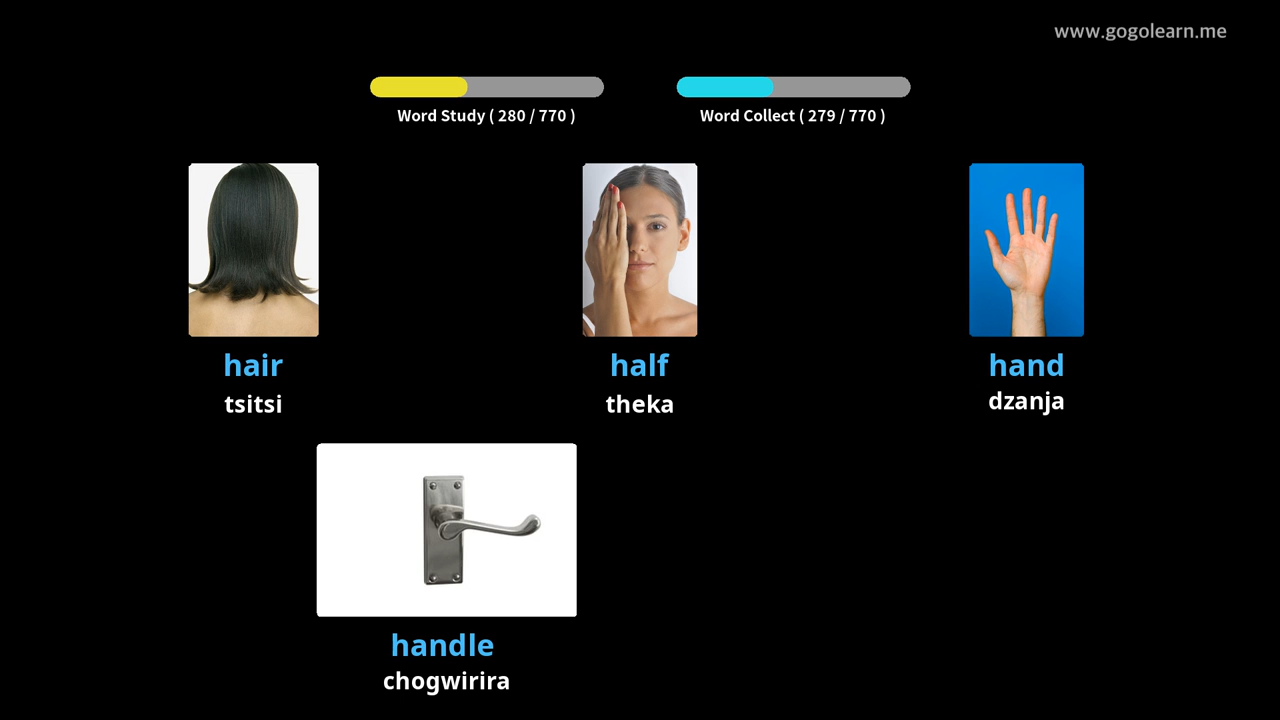 www.gogolearn.me
Word Study ( 280 / 770 )
Word Collect ( 279 / 770 )
hair
tsitsi
half
theka
hand
dzanja
handle
chogwirira